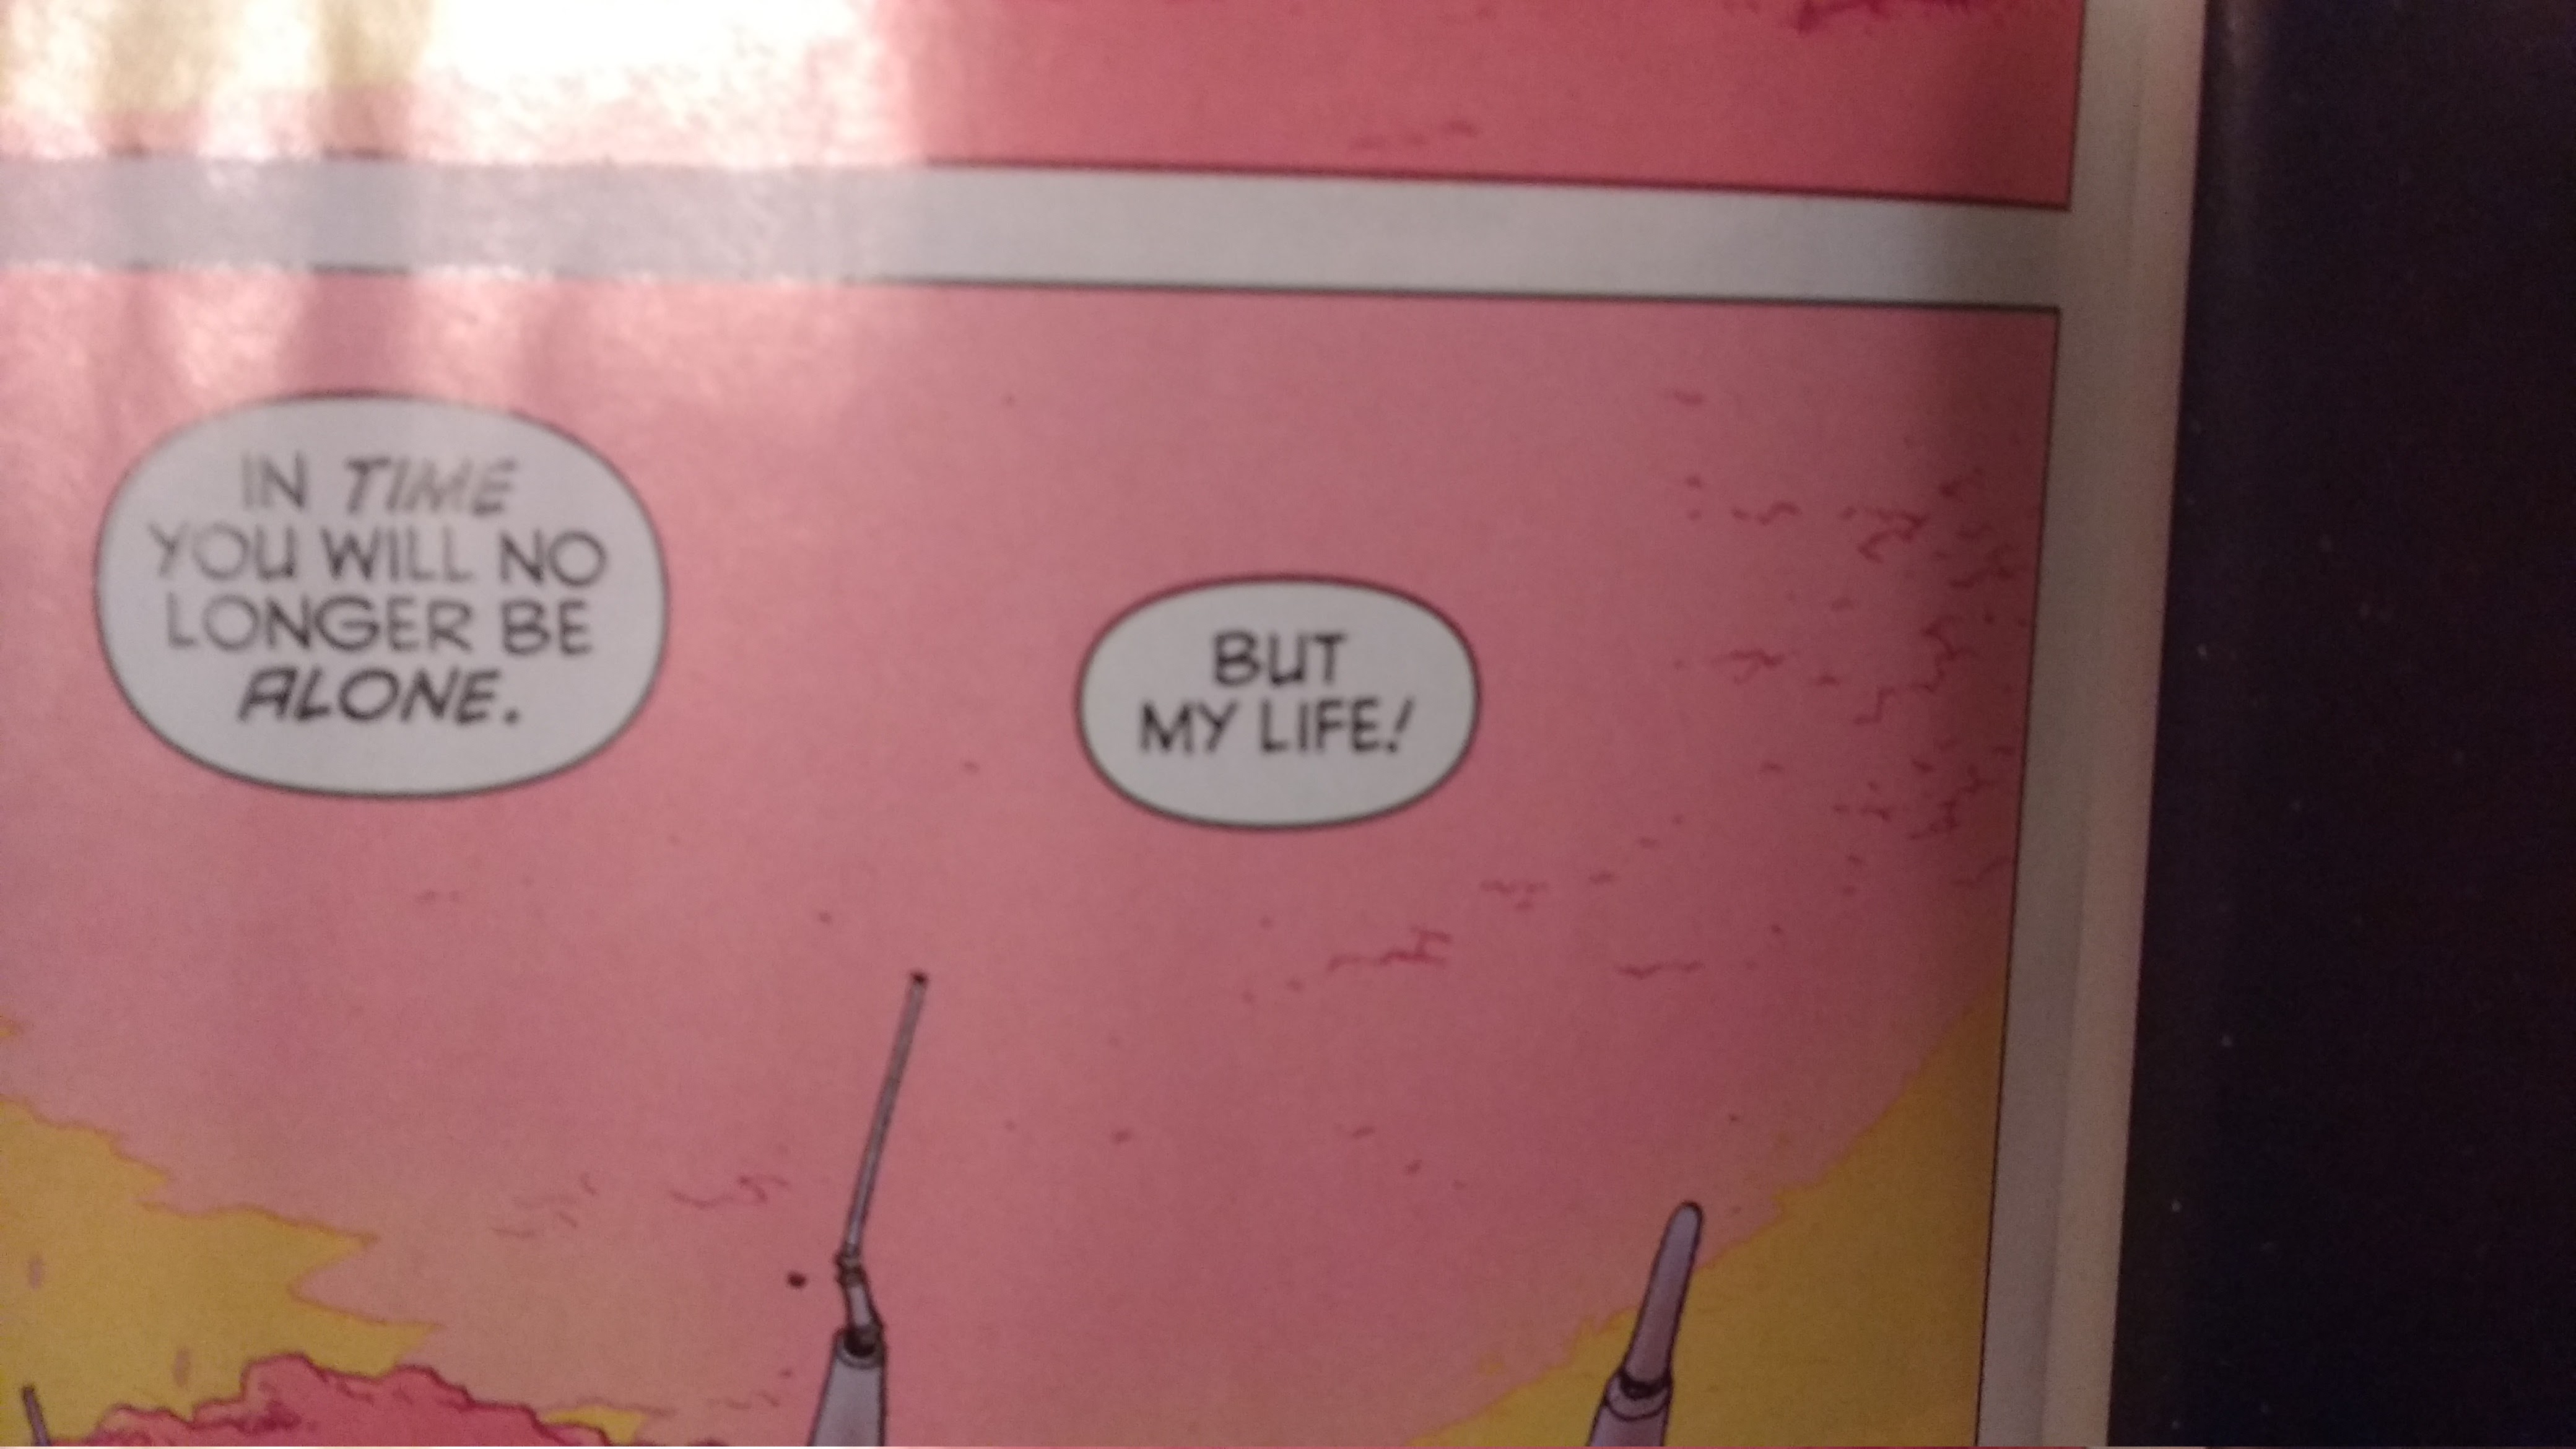 IN TIME
YOU WILL NO
LONGER BE
ALONE.
BUT
MY LIFE!